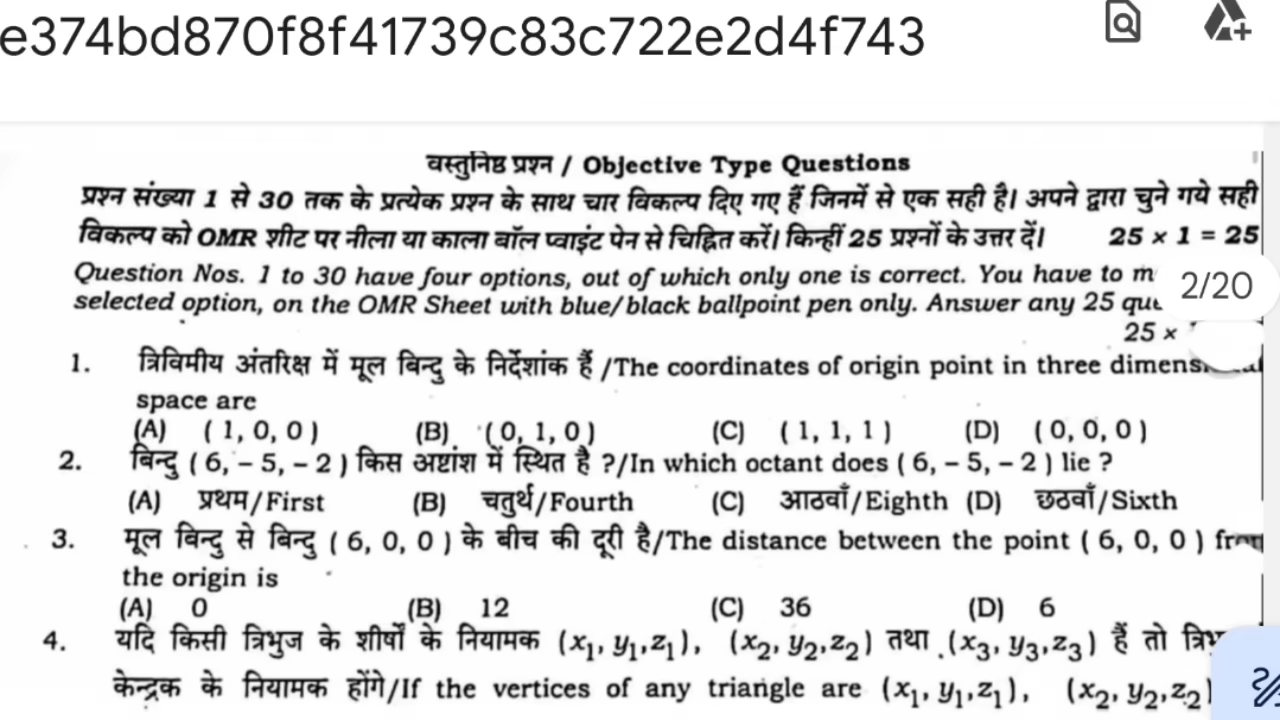 e374bd870f8f41739c83c722e2d4f743
वस्तुनिष्ठ प्रश्न / Objective Type Questions
प्रश्न संख्या 1 से 30 तक के प्रत्येक प्रश्न के साथ चार विकल्प दिए गए हैं जिनमें से एक सही है। अपने द्वारा चुने गये सही
विकल्प को OMR शीट पर नीला या काला बॉल प्वाइंट पेन से चिह्नित करें। किन्हीं 25 प्रश्नों के उत्तर दें। 25 × 1 = 25
Question Nos. 1 to 30 have four options, out of which only one is correct. You have to
2/20
selected option, on the OMR Sheet with blue/black ballpoint pen only. Answer any 25
25 ×
1. त्रिविमीय अंतरिक्ष में मूल बिन्दु के निर्देशांक हैं /The coordinates of origin point in three
space are
(A) ( 1, 0, 0 ) (B) ( 0, 1, 0 ) (C) ( 1, 1, 1 ) (D) ( 0, 0, 0 )
2. बिन्दु ( 6, – 5, – 2 ) किस अष्टांश में स्थित है ?/In which octant does ( 6, – 5, – 2 ) lie ?
(A) प्रथम/First (B) चतुर्थ/Fourth (C) आठवाँ/Eighth (D) छठवाँ/Sixth
3. मूल बिन्दु से बिन्दु ( 6, 0, 0 ) के बीच की दूरी है/The distance between the point ( 6, 0, 0 )
the origin is
(A) 0 (B) 12 (C) 36 (D) 6
4. यदि किसी त्रिभुज के शीर्षों के नियामक (x₁, y₁,z₁), (x₂, y₂,z₂) तथा (x₃, y₃,z₃) हैं तो
केन्द्रक के नियामक होंगे/If the vertices of any triangle are (x₁, y₁,z₁), (x₂, y₂,z₂)